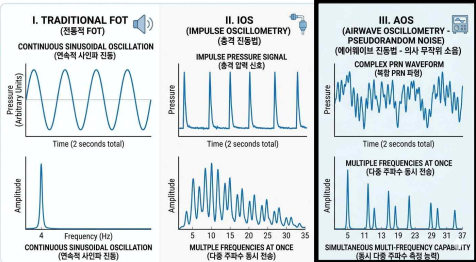 I. TRADITIONAL FOT
(전통적 FOT)
CONTINUOUS SINUSOIDAL OSCILLATION
(연속적 사인파 진동)
Pressure
(Arbitrary Units)
Time (2 seconds total)
Amplitude
4
Frequency (Hz)
CONTINUOUS SINUSOIDAL OSCILLATION
(연속적 사인파 진동)
II. IOS
(IMPULSE OSCILLOMETRY)
(충격 진동법)
IMPULSE PRESSURE SIGNAL
(충격 압력 신호)
Pressure
Time (2 seconds total)
Amplitude
5 10 15 20 25 30 35
MULTPLE FREQUENCIES AT ONCE
(다중 주파수 동시 전송)
III. AOS
(AIRWAVE OSCILLOMETRY -
PSEUDORANDOM NOISE)
(에어웨이브 진동법 - 의사 무작위 소음)
COMPLEX PRN WAVEFORM
(복합 PRN 파형)
Pressure
Time (2 seconds total)
MULTIPLE FREQUENCIES AT ONCE
(다중 주파수 동시 전송)
Amplitude
5 11 13 16 19 23 29 31 37
SIMULTANEOUS MULTI-FREQUENCY CAPABILITY
(동시 다중 주파수 측정 능력)